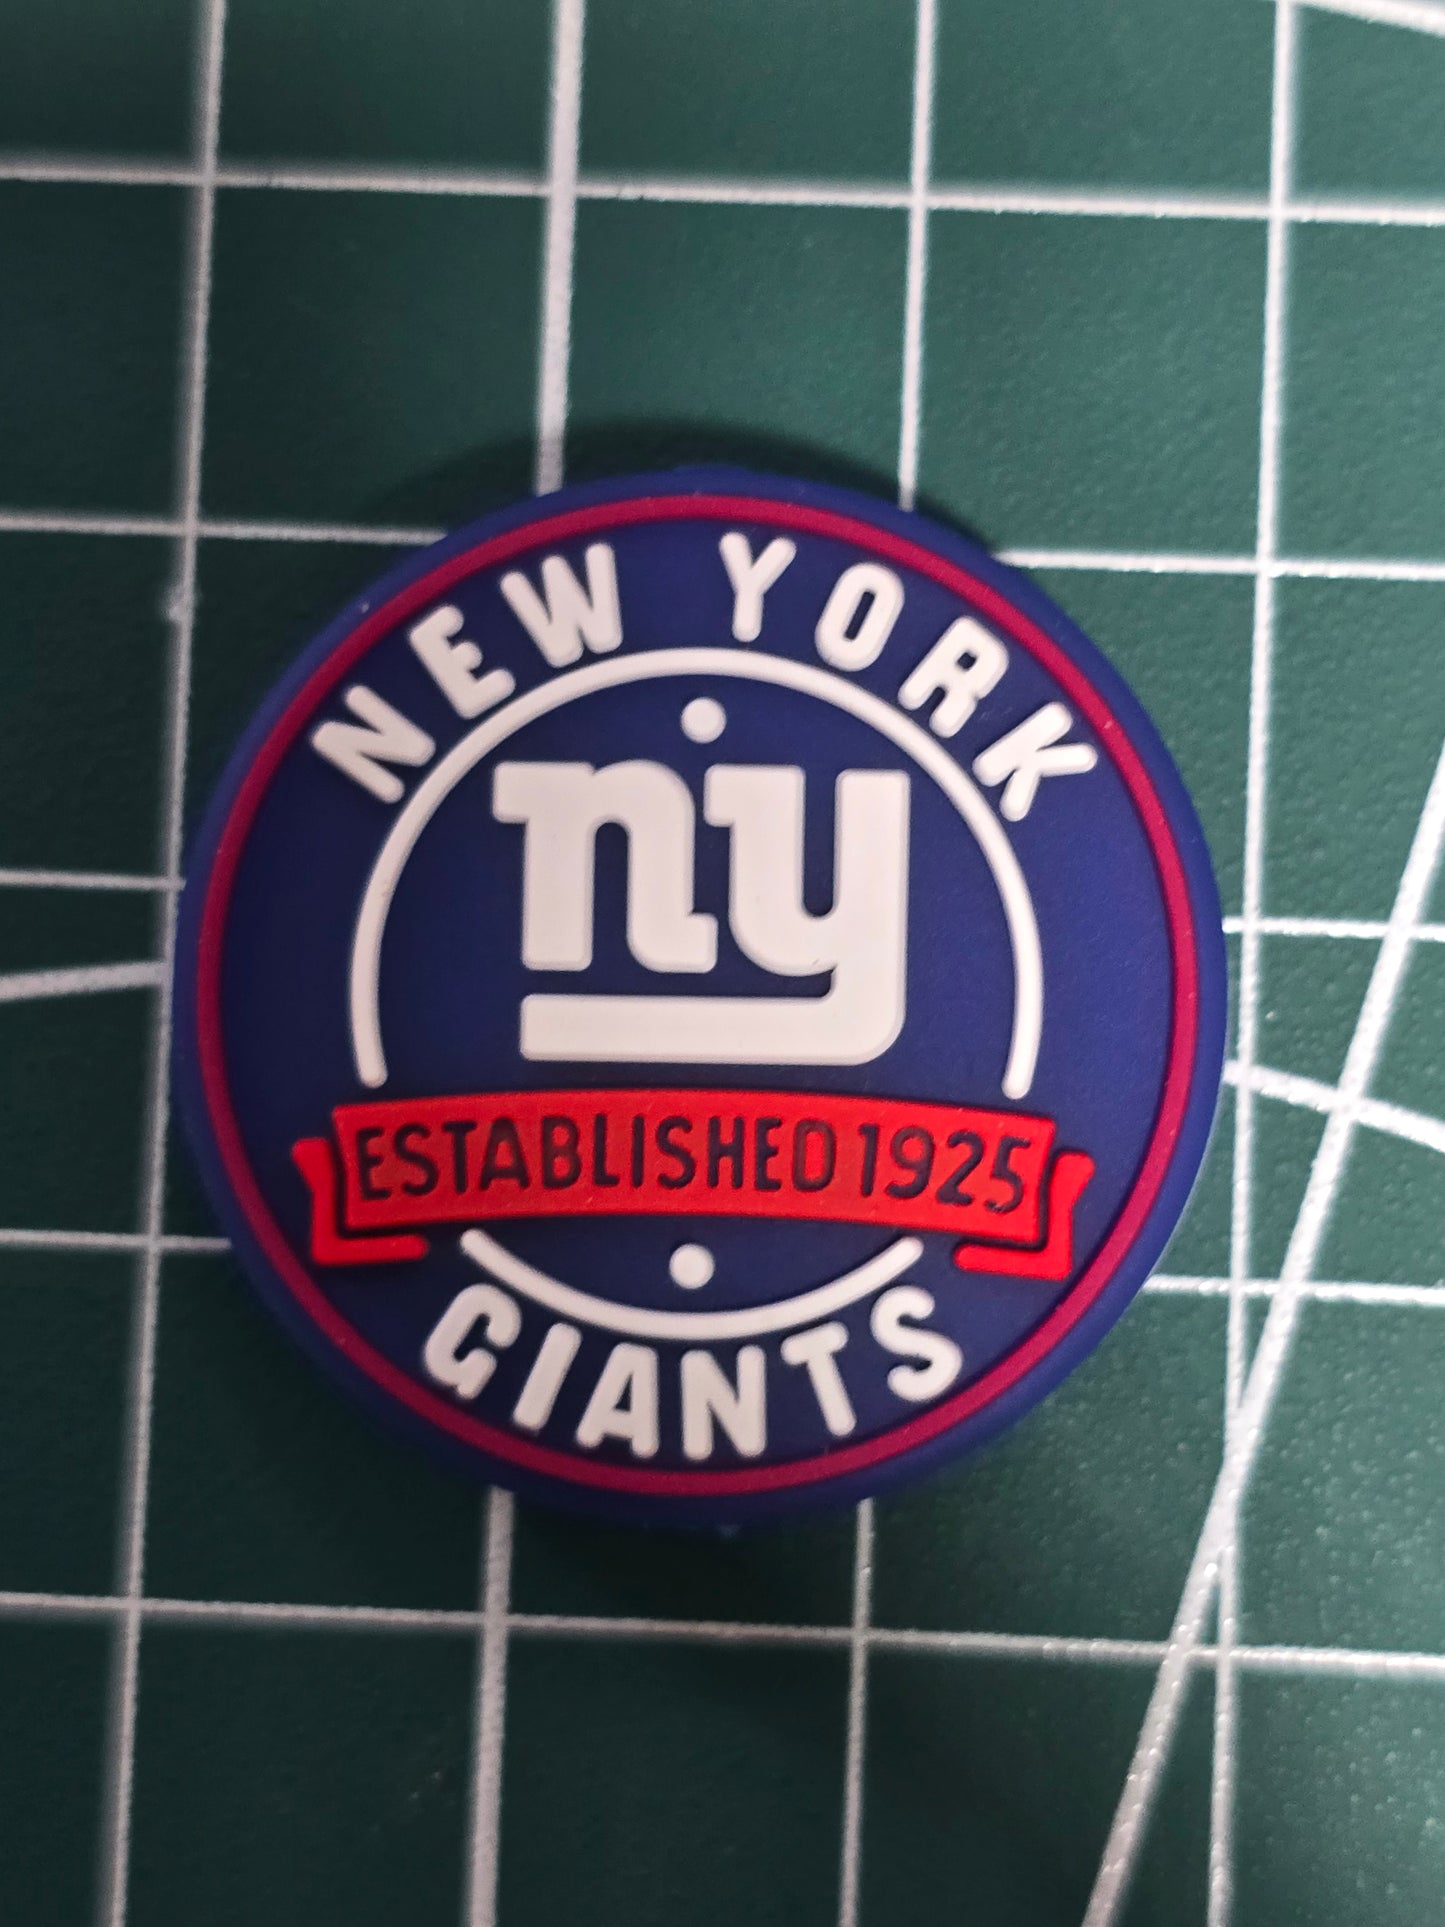 NEW YORK
ny
ESTABLISHED 1925
GIANTS